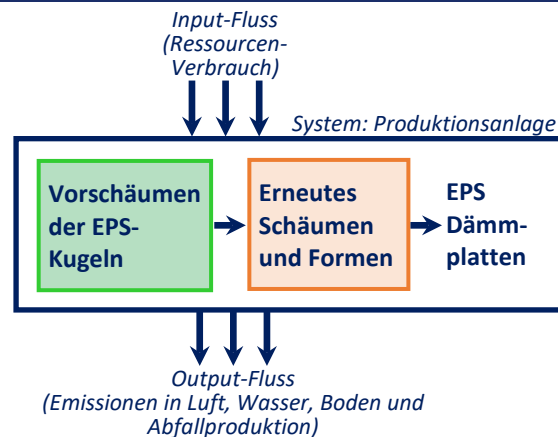 Input-Fluss
(Ressourcen-
Verbrauch)
System: Produktionsanlage
Vorschäumen
der EPS-
Kugeln
Erneutes
Schäumen
und Formen
EPS
Dämm-
platten
Output-Fluss
(Emissionen in Luft, Wasser, Boden und
Abfallproduktion)